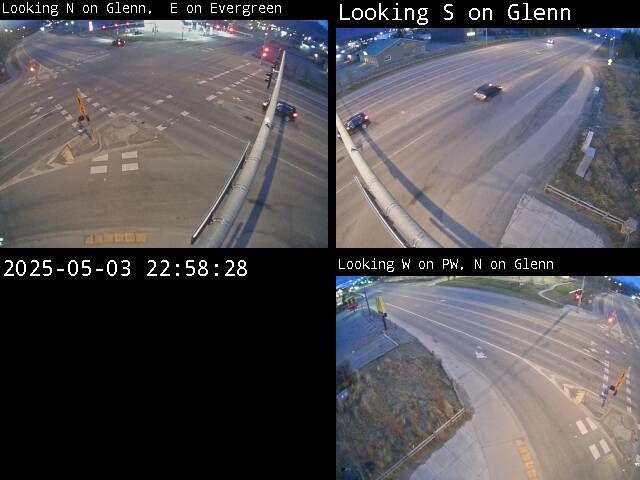 Looking N on Glenn, E on Evergreen
Looking S on Glenn
2025-05-03 22:58:28
Looking W on PW, N on Glenn